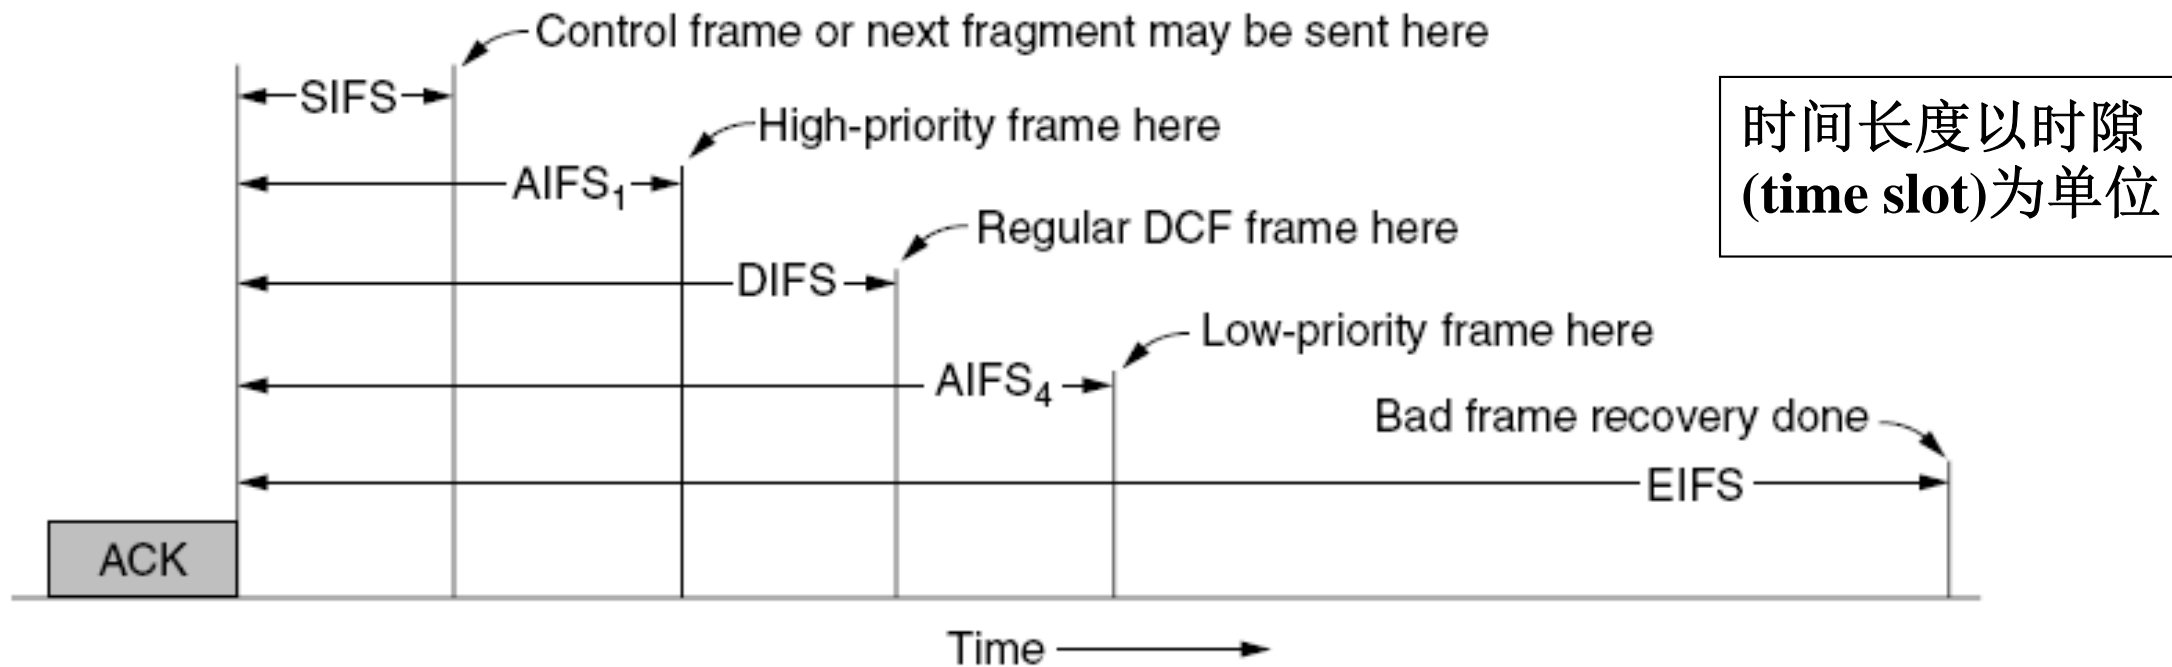 Control frame or next fragment may be sent here
SIFS
High-priority frame here
AIFS₁
Regular DCF frame here
DIFS
Low-priority frame here
AIFS₄
Bad frame recovery done
EIFS
ACK
Time
时间长度以时隙
(time slot)为单位